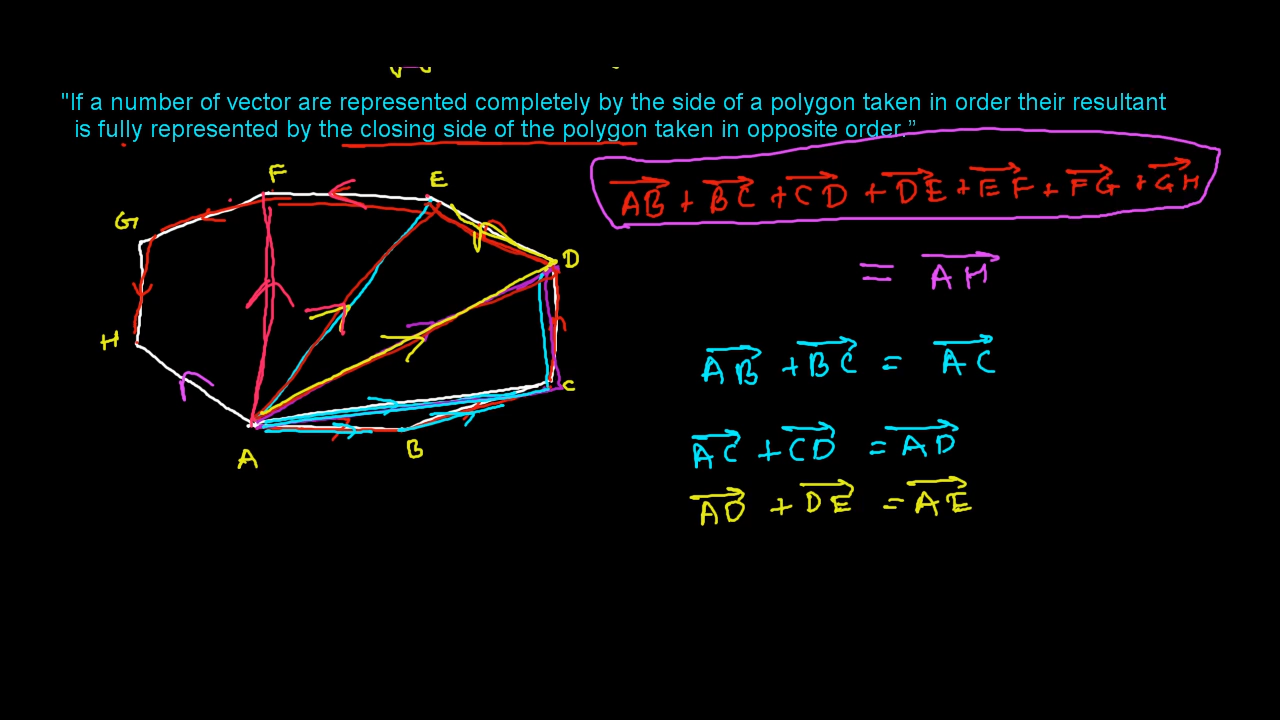 "If a number of vector are represented completely by the side of a polygon taken in order their resultant
is fully represented by the closing side of the polygon taken in opposite order.”
F
E
G
D
H
C
B
A
AB + BC + CD + DE + EF + FG + GH
= AH
AB + BC = AC
AC + CD = AD
AD + DE = AE